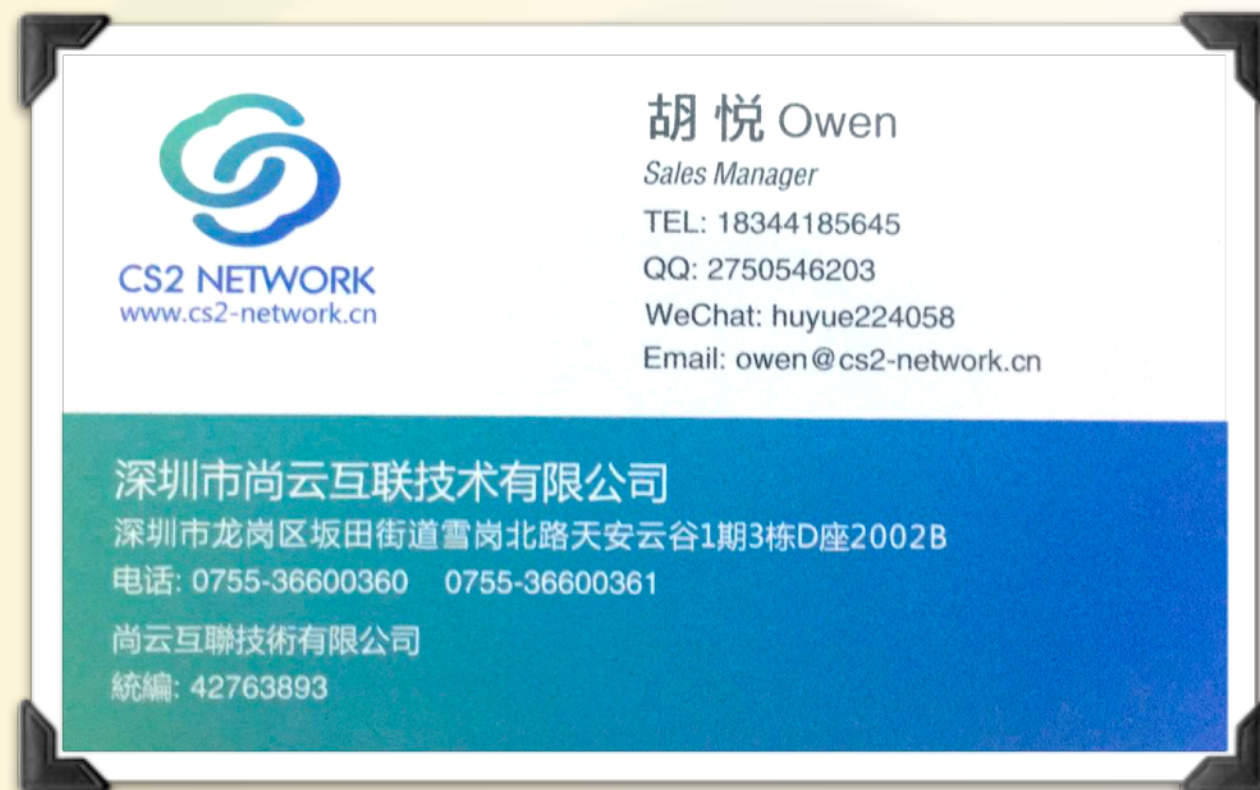 CS2 NETWORK
www.cs2-network.cn
胡 悦 Owen
Sales Manager
TEL: 18344185645
QQ: 2750546203
WeChat: huyue224058
Email: owen@cs2-network.cn
深圳市尚云互联技术有限公司
深圳市龙岗区坂田街道雪岗北路天安云谷1期3栋D座2002B
电话: 0755-36600360 0755-36600361
尚云互聯技術有限公司
統編: 42763893